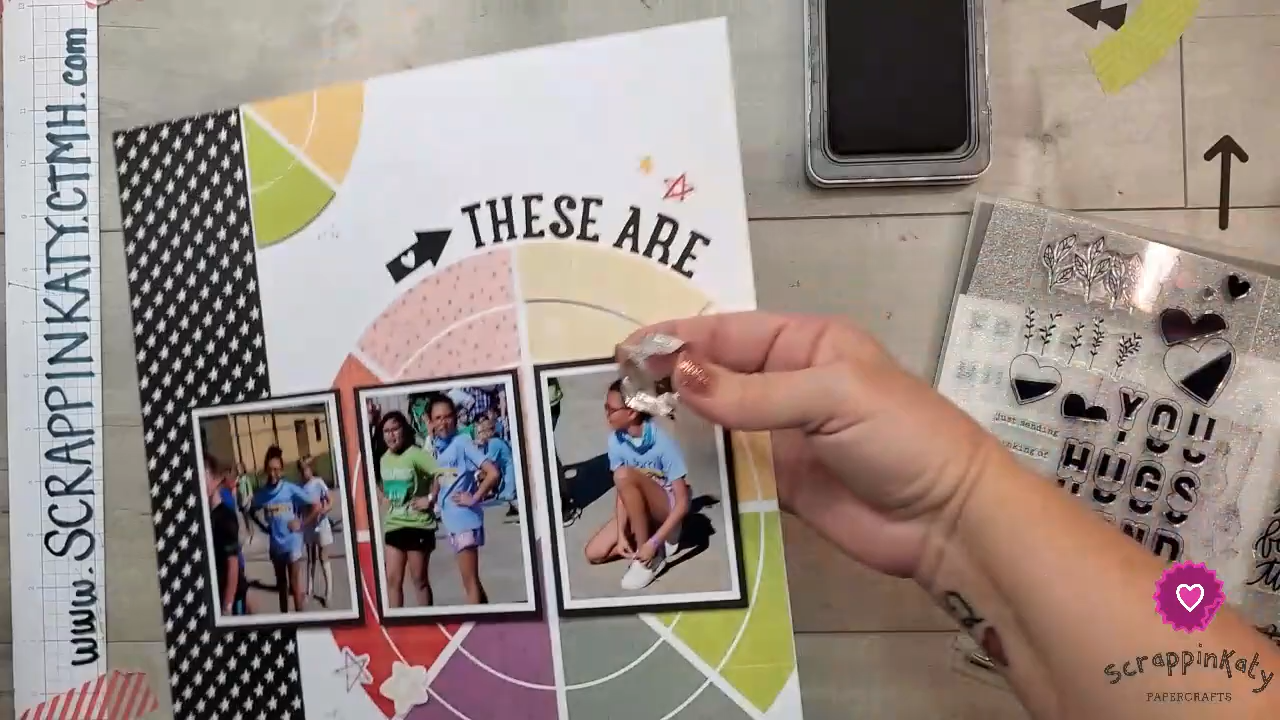 www.SCRAPPINKATY.CTMH.com
THESE ARE
Just sending
YOU
HUGS
scrappinkaty
PAPERCRAFTS